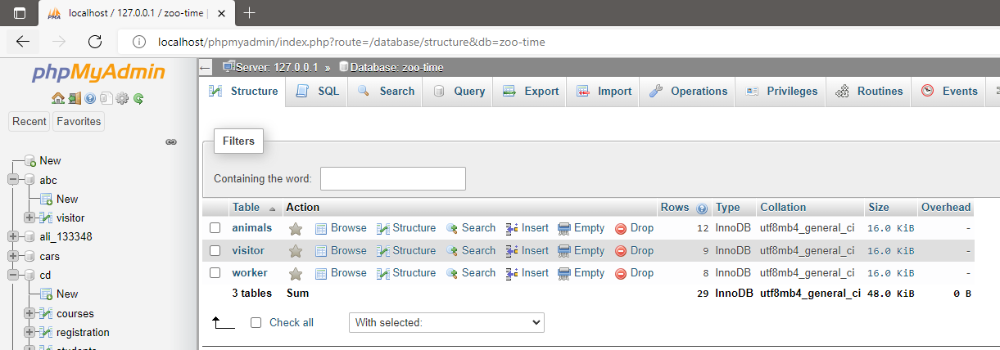 localhost / 127.0.0.1 / zoo-time |
localhost/phpmyadmin/index.php?route=/database/structure&db=zoo-time
phpMyAdmin
Recent Favorites
New
abc
New
visitor
ali_133348
cars
cd
New
courses
registration
students
Server: 127.0.0.1 » Database: zoo-time
Structure SQL Search Query Export Import Operations Privileges Routines Events
Filters
Containing the word:
Table Action Rows Type Collation Size Overhead
animals Browse Structure Search Insert Empty Drop 12 InnoDB utf8mb4_general_ci 16.0 KiB -
visitor Browse Structure Search Insert Empty Drop 9 InnoDB utf8mb4_general_ci 16.0 KiB -
worker Browse Structure Search Insert Empty Drop 8 InnoDB utf8mb4_general_ci 16.0 KiB -
3 tables Sum 29 InnoDB utf8mb4_general_ci 48.0 KiB 0 B
Check all With selected: